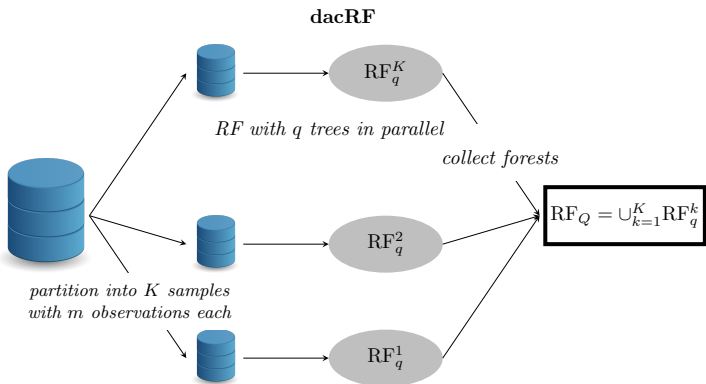 dacRF
RF_q^K
RF with q trees in parallel
collect forests
RF_Q = ∪_{k=1}^K RF_q^k
RF_q^2
partition into K samples
with m observations each
RF_q^1